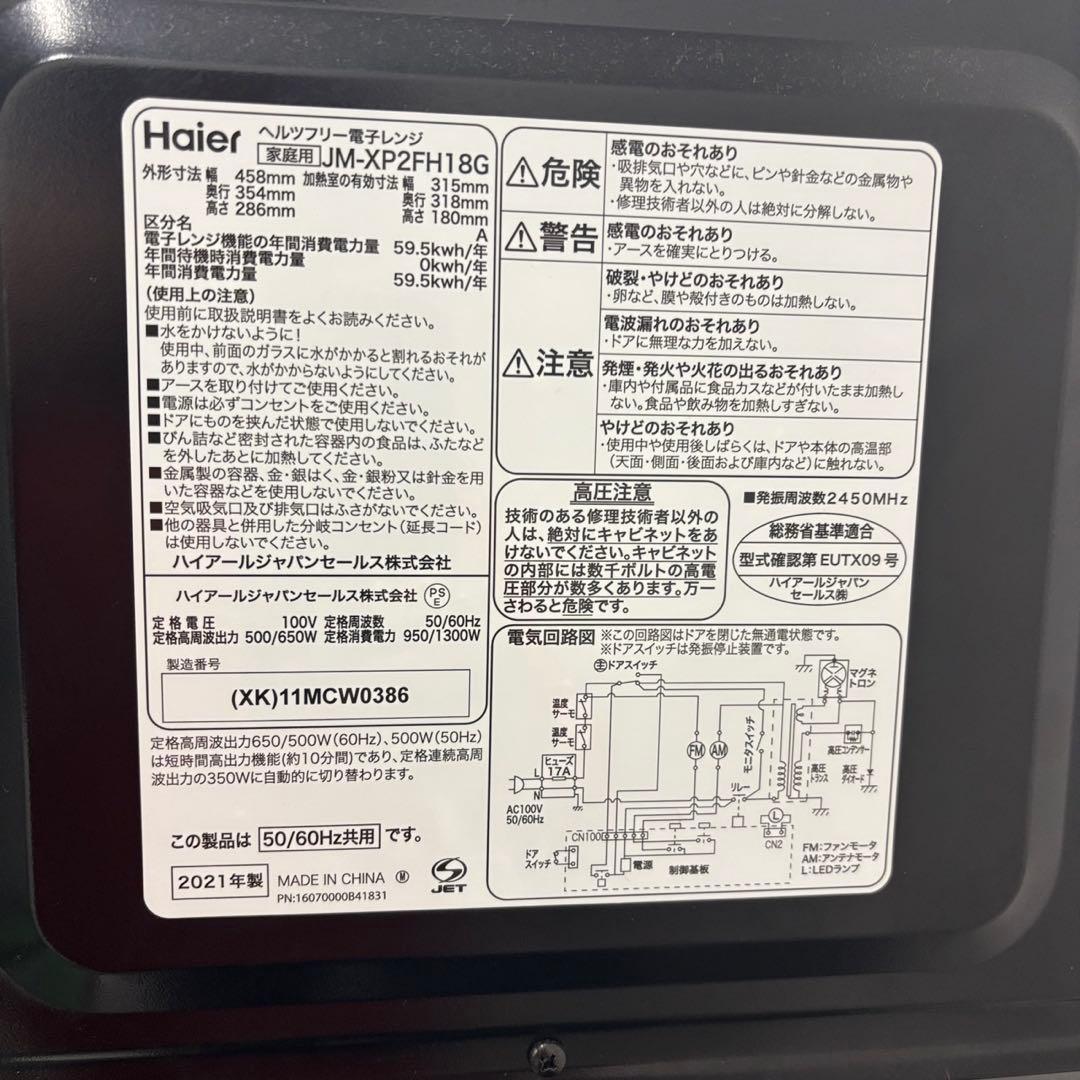 Haier ヘルツフリー電子レンジ
家庭用 JM-XP2FH18G
外形寸法 幅 458mm 加熱室の有効寸法 幅 315mm
奥行 354mm 奥行 318mm
高さ 286mm 高さ 180mm
区分名 A
電子レンジ機能の年間消費電力量 59.5kwh/年
年間待機時消費電力量 0kwh/年
年間消費電力量 59.5kwh/年
(使用上の注意)
使用前に取扱説明書をよくお読みください。
■水をかけないように!
使用中、前面のガラスに水がかかると割れるおそれが
ありますので、水がかからないようにしてください。
■アースを取り付けてご使用ください。
■電源は必ずコンセントをご使用ください。
■ドアにものを挟んだ状態で使用しないでください。
■びん詰など密封された容器内の食品は、ふたなど
を外したあとに加熱してください。
■金属製の容器、金・銀はく、金・銀粉又は針金を用
いた容器などを使用しないでください。
■空気吸気口及び排気口はふさがないでください。
■他の器具と併用した分岐コンセント(延長コード)
は使用しないでください。
ハイアールジャパンセールス株式会社
ハイアールジャパンセールス株式会社 PSE
定格電圧 100V 定格周波数 50/60Hz
定格高周波出力 500/650W 定格消費電力 950/1300W
製造番号
(XK)11MCW0386
定格高周波出力650/500W(60Hz)、500W(50Hz)
は短時間高出力機能(約10分間)であり、定格連続高周
波出力の350Wに自動的に切り替わります。
この製品は 50/60Hz共用 です。
2021年製 MADE IN CHINA M JET
PN:16070000B41831
危険
感電のおそれあり
・吸排気口や穴などに、ピンや針金などの金属物や
異物を入れない。
・修理技術者以外の人は絶対に分解しない。
警告
感電のおそれあり
・アースを確実にとりつける。
注意
破裂・やけどのおそれあり
・卵など、膜や殻付きのものは加熱しない。
電波漏れのおそれあり
・ドアに無理な力を加えない。
発煙・発火や火花の出るおそれあり
・庫内や付属品に食品カスなどが付いたまま加熱し
ない。食品や飲み物を加熱しすぎない。
やけどのおそれあり
・使用中や使用後しばらくは、ドアや本体の高温部
(天面・側面・後面および庫内など)に触れない。
高圧注意
技術のある修理技術者以外の
人は、絶対にキャビネットをあ
けないでください。キャビネット
の内部には数千ボルトの高電
圧部分が数多くあります。万一
さわると危険です。
■発振周波数2450MHz
総務省基準適合
型式確認第EUTX09号
ハイアールジャパン
セールス㈱
電気回路図 ※この回路図はドアを閉じた無通電状態です。
※ドアスイッチは発振停止装置です。
主 ドアスイッチ
マグネ
トロン
温度
サーモ
温度
サーモ
FM AM
モニタスイッチ
高圧コンデンサー
高圧
トランス
高圧
ダイオード
ヒューズ
17A
L
N
AC100V
50/60Hz
リレー
L
CN100
CN2
ドア
スイッチ
電源
制御基板
FM:ファンモータ
AM:アンテナモータ
L:LEDランプ